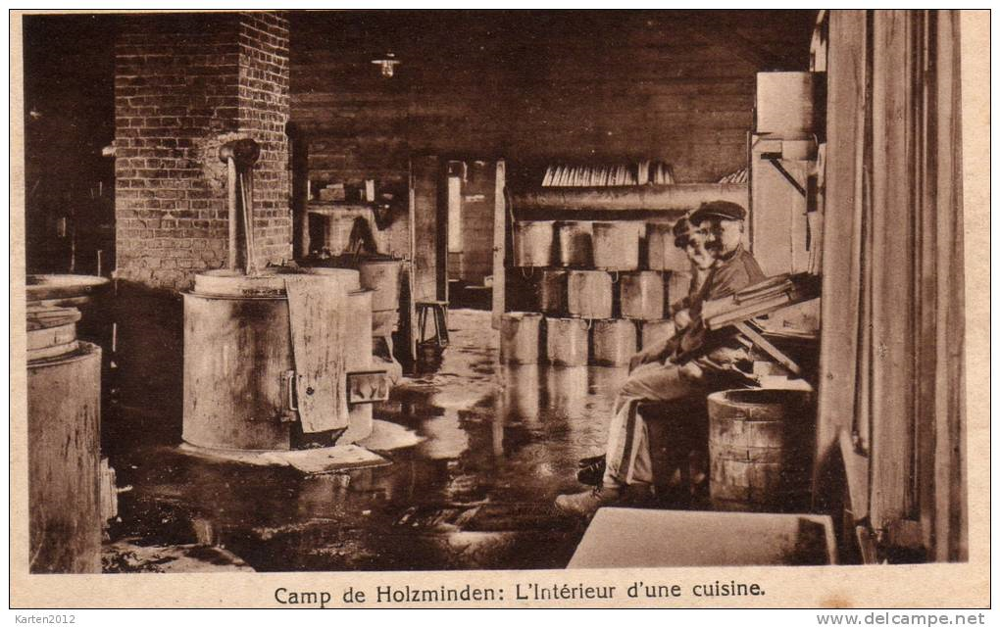 Camp de Holzminden: L'Intérieur d'une cuisine.
Karten2012
www.delcampe.net